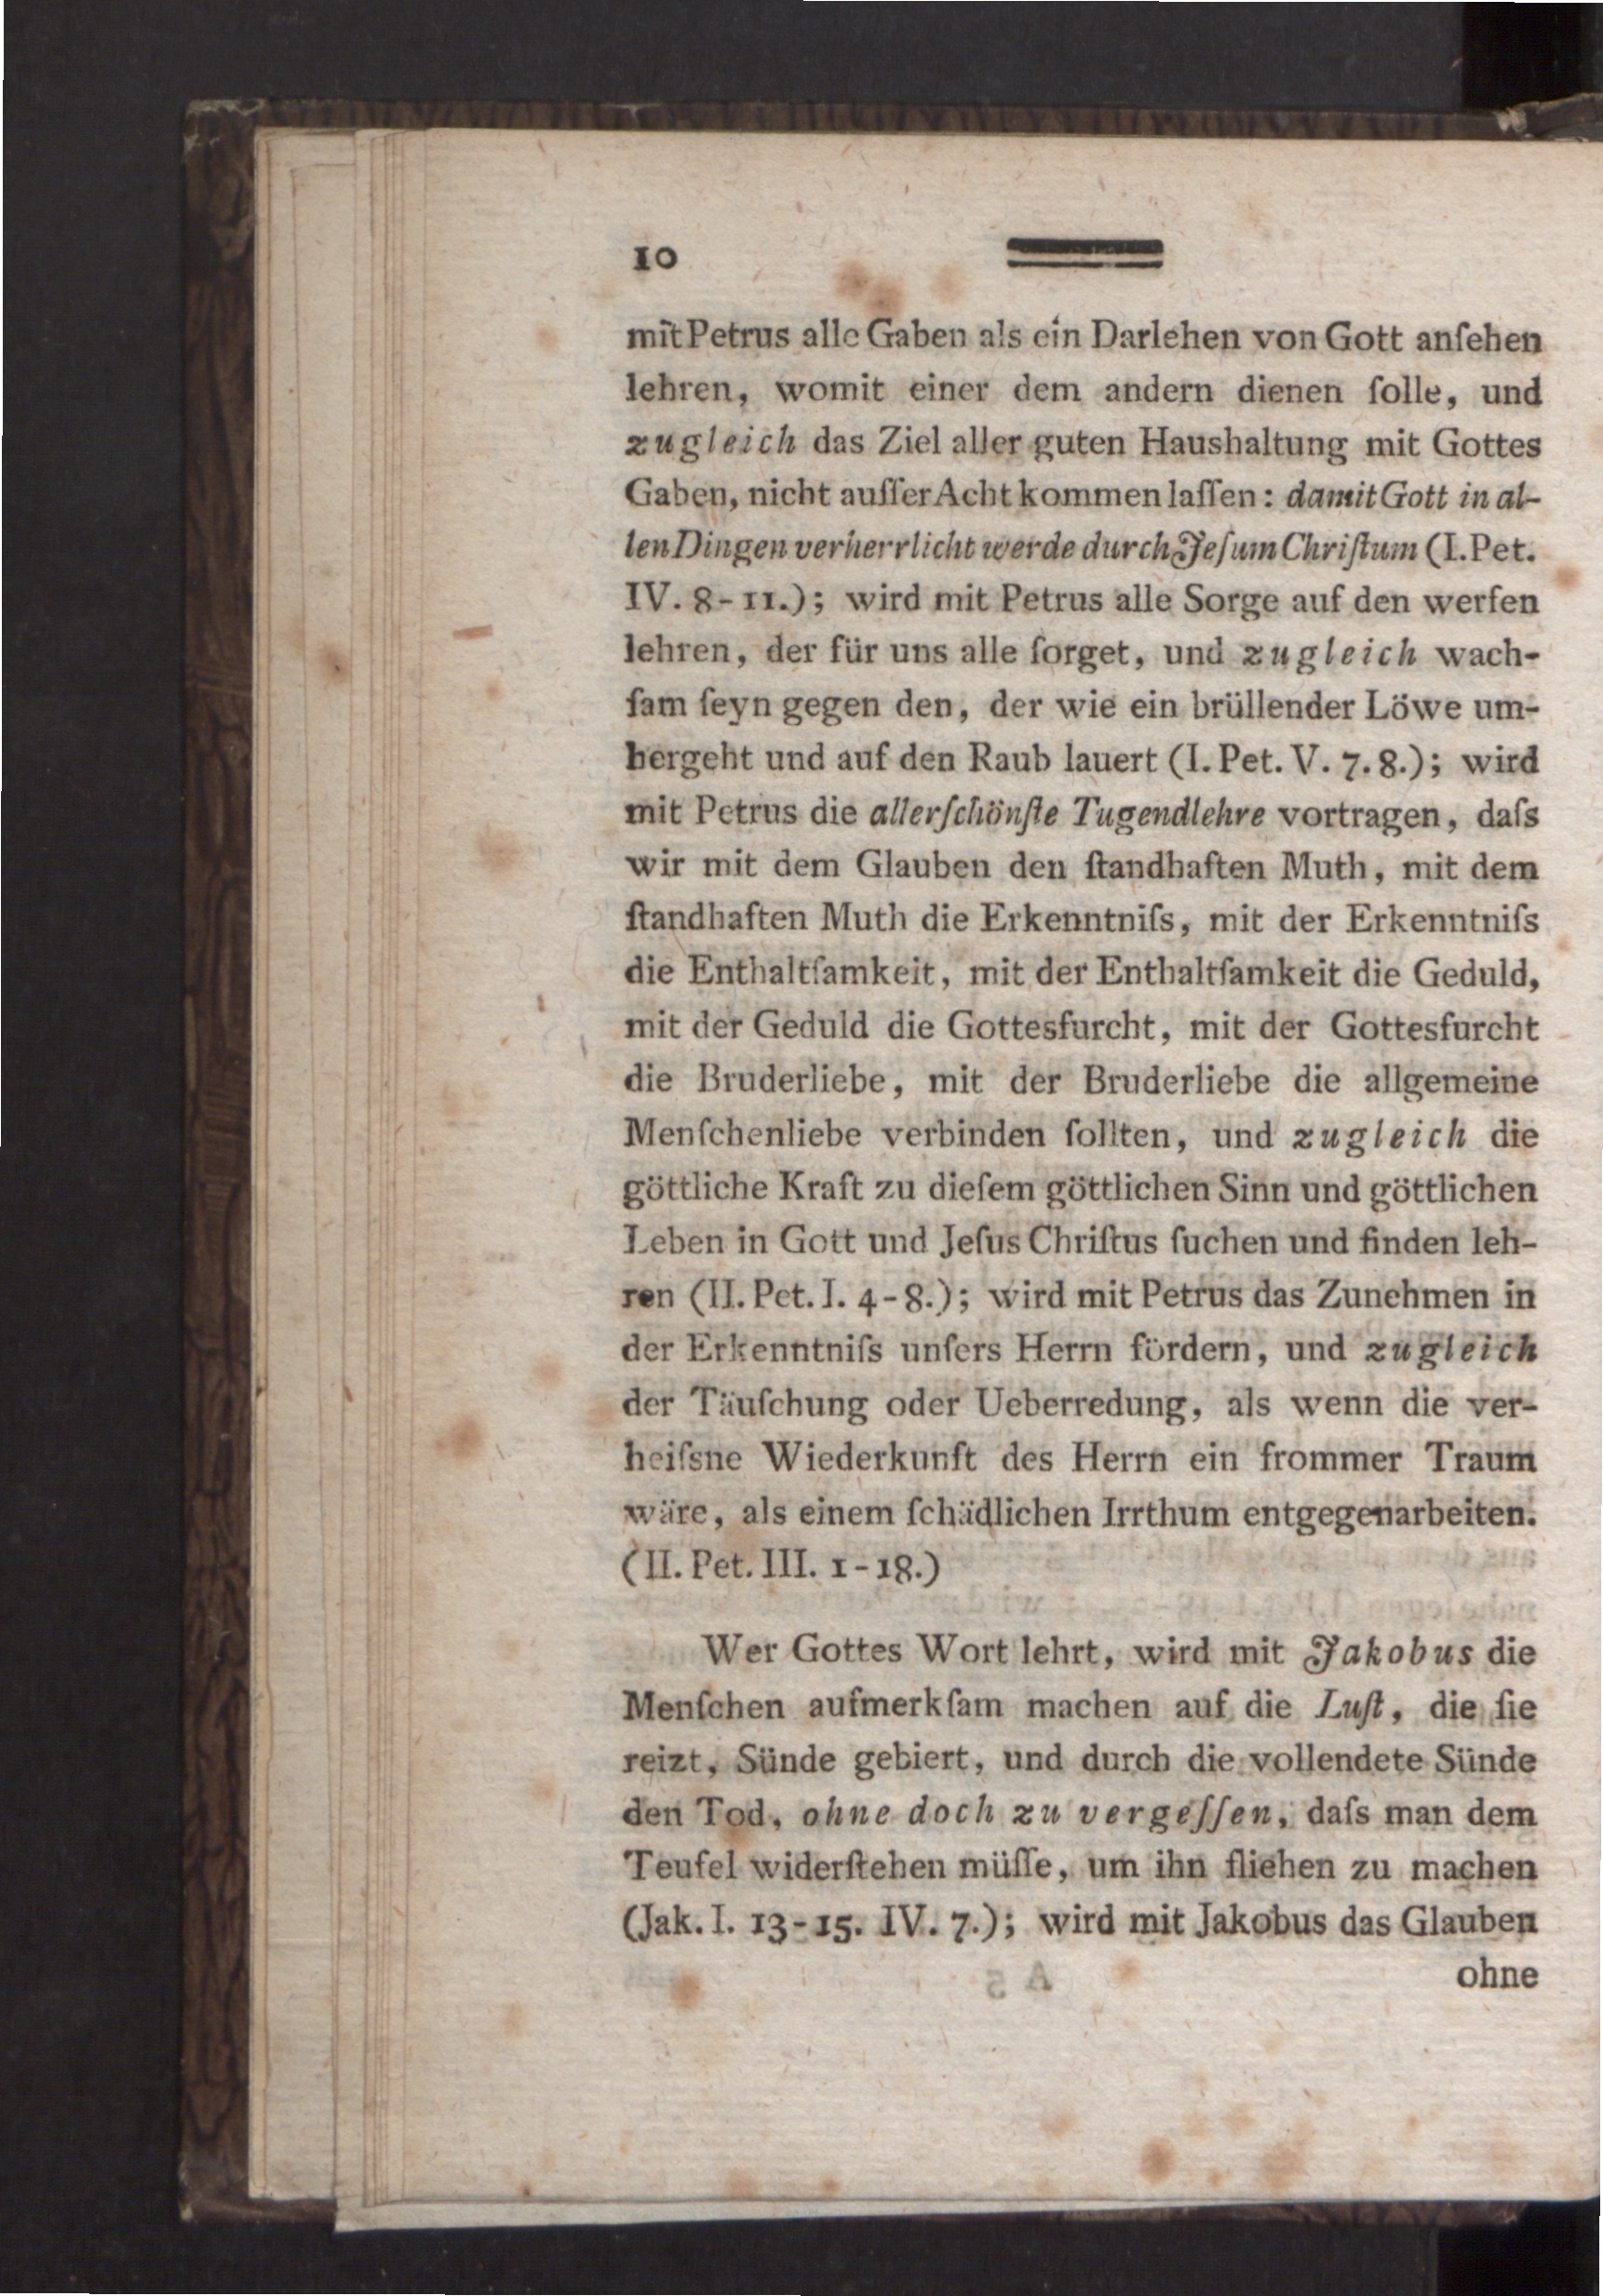 10
mit Petrus alle Gaben als ein Darlehen von Gott anſehen
lehren, womit einer dem andern dienen ſolle, und
zugleich das Ziel aller guten Haushaltung mit Gottes
Gaben, nicht auſſer Acht kommen laſſen: damit Gott in al-
len Dingen verherrlicht werde durch Jeſum Chriſtum (I. Pet.
IV. 8-11.); wird mit Petrus alle Sorge auf den werfen
lehren, der für uns alle ſorget, und zugleich wach-
ſam ſeyn gegen den, der wie ein brüllender Löwe um-
hergeht und auf den Raub lauert (I. Pet. V. 7. 8.); wird
mit Petrus die allerſchönſte Tugendlehre vortragen, daſs
wir mit dem Glauben den ſtandhaften Muth, mit dem
ſtandhaften Muth die Erkenntniſs, mit der Erkenntniſs
die Enthaltſamkeit, mit der Enthaltſamkeit die Geduld,
mit der Geduld die Gottesfurcht, mit der Gottesfurcht
die Bruderliebe, mit der Bruderliebe die allgemeine
Menſchenliebe verbinden ſollten, und zugleich die
göttliche Kraft zu dieſem göttlichen Sinn und göttlichen
Leben in Gott und Jeſus Chriſtus ſuchen und finden leh-
ren (II. Pet. I. 4-8.); wird mit Petrus das Zunehmen in
der Erkenntniſs unſers Herrn fördern, und zugleich
der Täuſchung oder Ueberredung, als wenn die ver-
heiſsne Wiederkunft des Herrn ein frommer Traum
wäre, als einem ſchädlichen Irrthum entgegenarbeiten.
(II. Pet. III. 1-18.)
Wer Gottes Wort lehrt, wird mit Jakobus die
Menſchen aufmerkſam machen auf die Luſt, die ſie
reizt, Sünde gebiert, und durch die vollendete Sünde
den Tod, ohne doch zu vergeſſen, daſs man dem
Teufel widerſtehen müſſe, um ihn fliehen zu machen
(Jak. I. 13-15. IV. 7.); wird mit Jakobus das Glauben
ohne